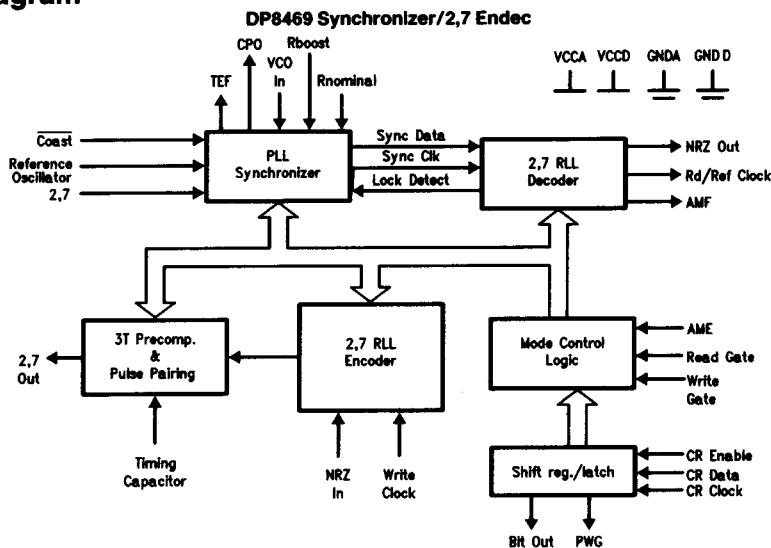 DP8469 Synchronizer/2,7 Endec
TEF
CPO
VCO
In
Rboost
Rnominal
VCCA
VCCD
GNDA
GND D
Coast
Reference
Oscillator
2,7
PLL
Synchronizer
Sync Data
Sync Clk
Lock Detect
2,7 RLL
Decoder
NRZ Out
Rd/Ref Clock
AMF
2,7
Out
3T Precomp.
&
Pulse Pairing
2,7 RLL
Encoder
Mode Control
Logic
AME
Read Gate
Write
Gate
Timing
Capacitor
NRZ
In
Write
Clock
Shift reg./latch
CR Enable
CR Data
CR Clock
Bit Out
PWG